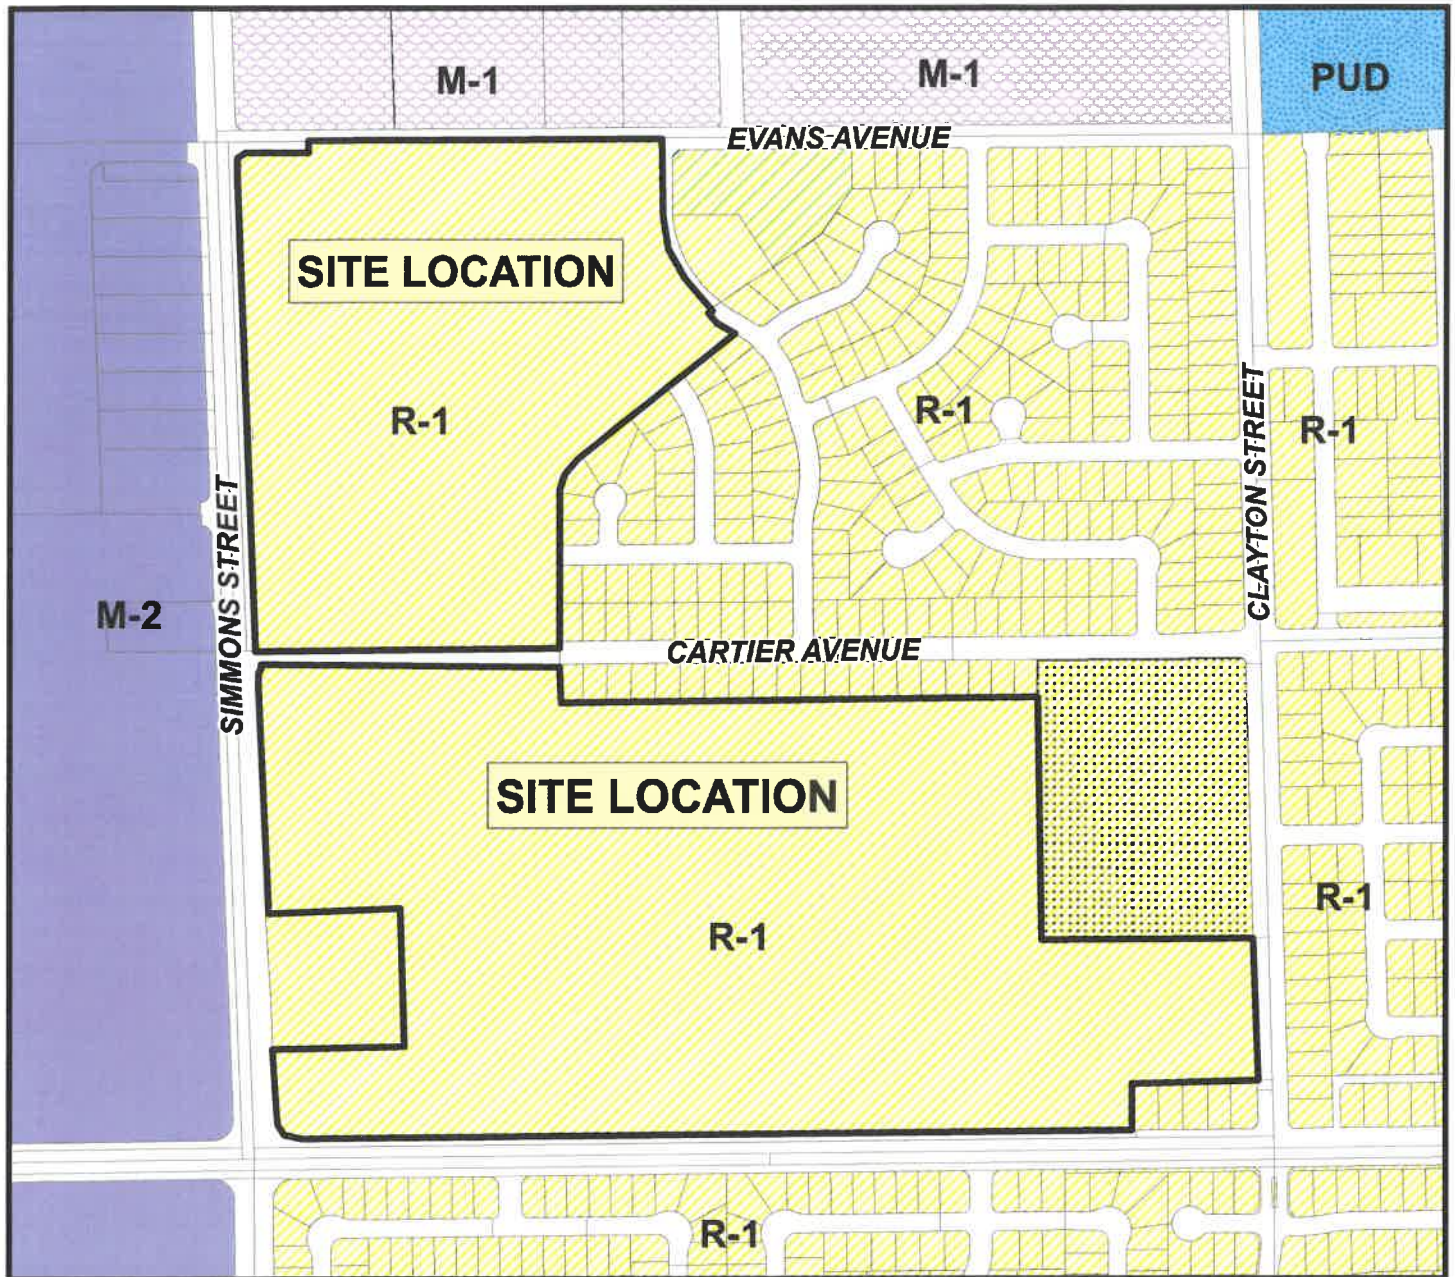 M-1
M-1
PUD
EVANS AVENUE
SITE LOCATION
R-1
R-1
R-1
SIMMONS STREET
CLAYTON STREET
M-2
CARTIER AVENUE
SITE LOCATION
R-1
R-1
R-1